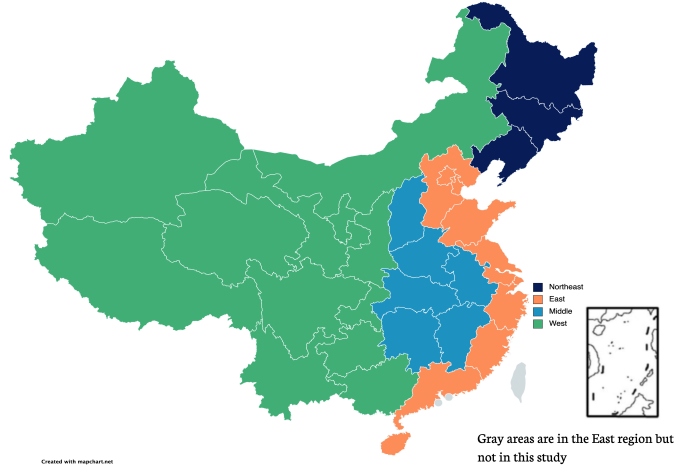 Northeast
East
Middle
West
Gray areas are in the East region but
not in this study
Created with mapchart.net